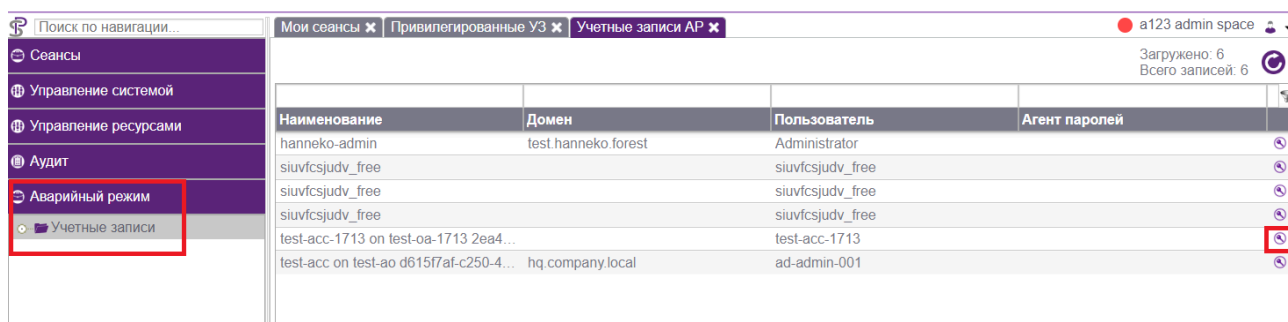 Поиск по навигации...
Мои сеансы Привилегированные УЗ Учетные записи АР
a123 admin space
Сеансы
Управление системой
Управление ресурсами
Аудит
Аварийный режим
Учетные записи
Загружено: 6
Всего записей: 6
Наименование Домен Пользователь Агент паролей
hanneko-admin test.hanneko.forest Administrator
siuvfcsjudv_free siuvfcsjudv_free
siuvfcsjudv_free siuvfcsjudv_free
siuvfcsjudv_free siuvfcsjudv_free
test-acc-1713 on test-oa-1713 2ea4... test-acc-1713
test-acc on test-ao d615f7af-c250-4... hq.company.local ad-admin-001